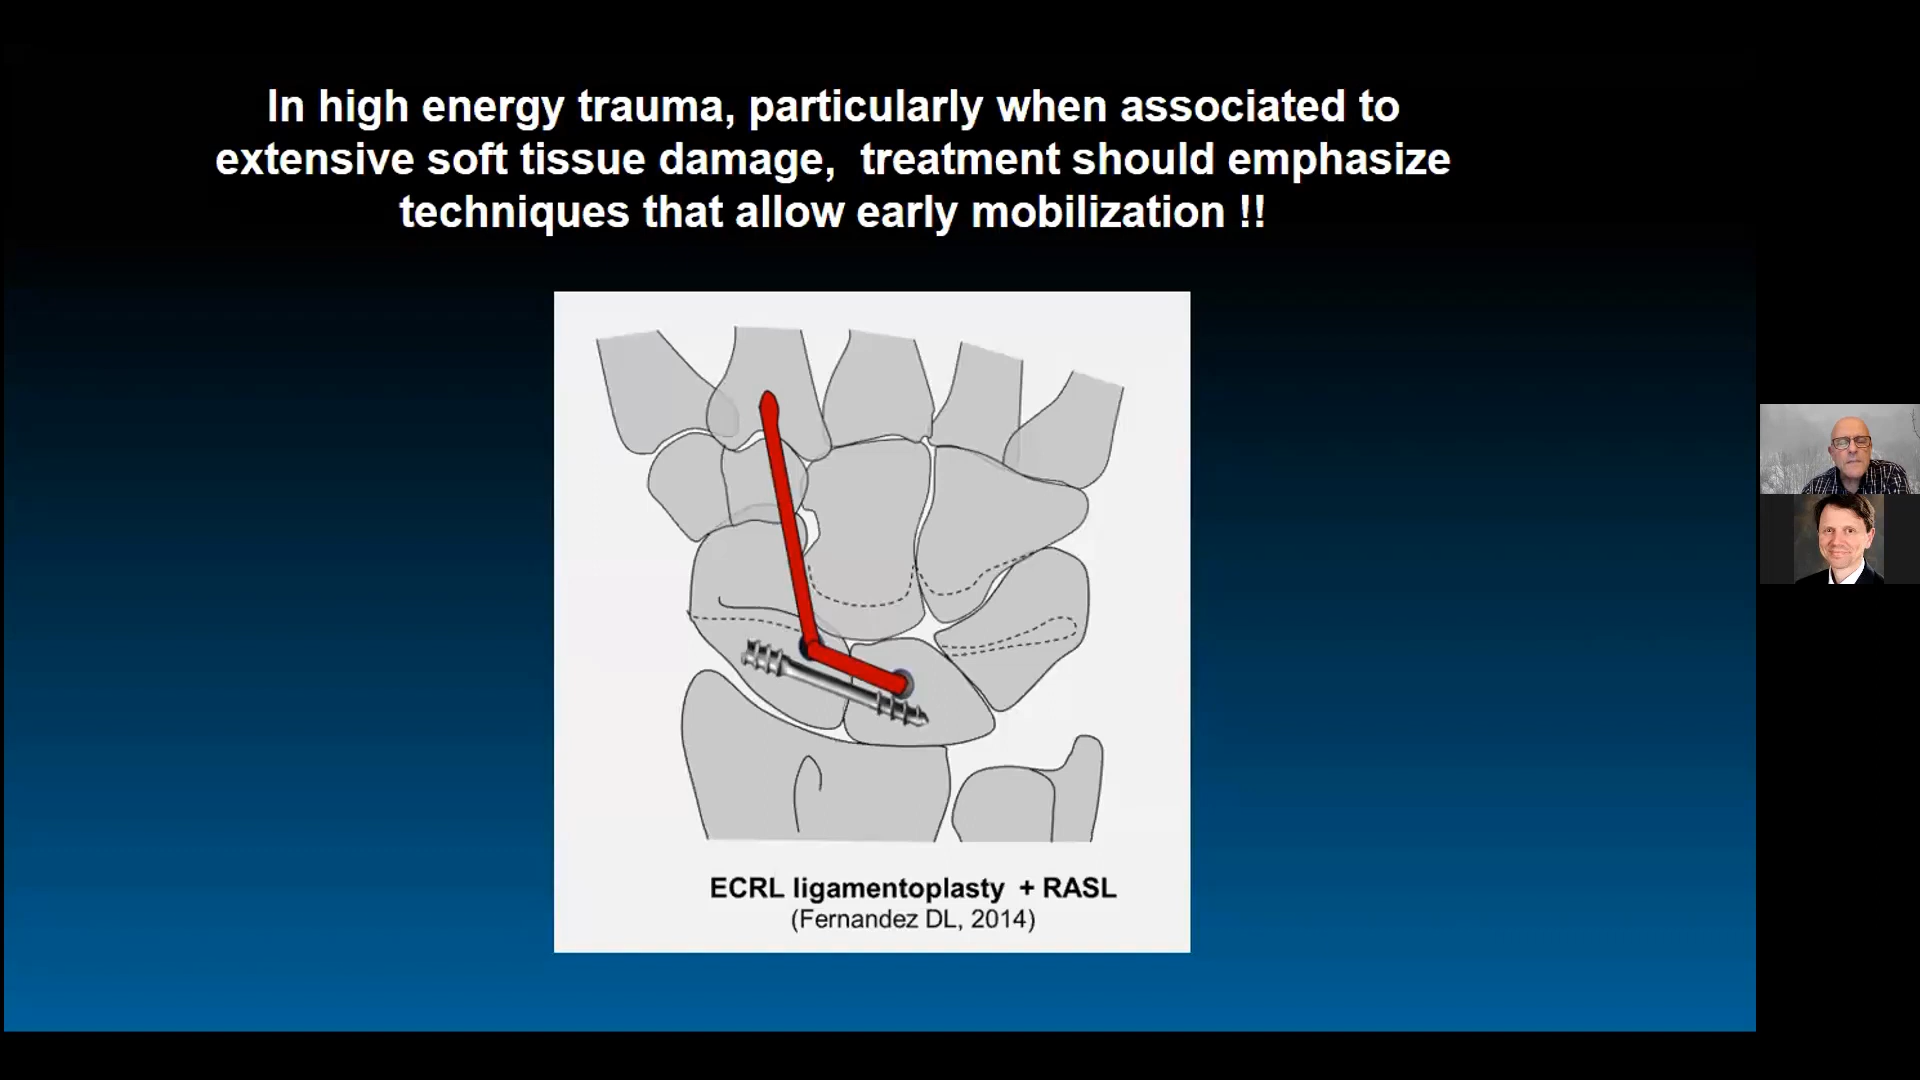 In high energy trauma, particularly when associated to
extensive soft tissue damage,  treatment should emphasize
techniques that allow early mobilization !!
ECRL ligamentoplasty + RASL
(Fernandez DL, 2014)